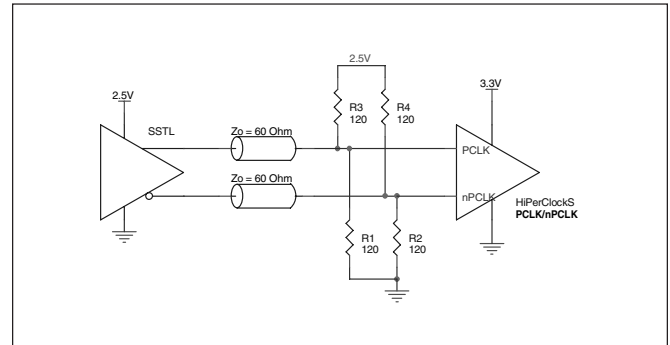 2.5V
3.3V
2.5V
R3
120
R4
120
SSTL
Zo = 60 Ohm
PCLK
Zo = 60 Ohm
nPCLK
HiPerClockS
PCLK/nPCLK
R1
120
R2
120